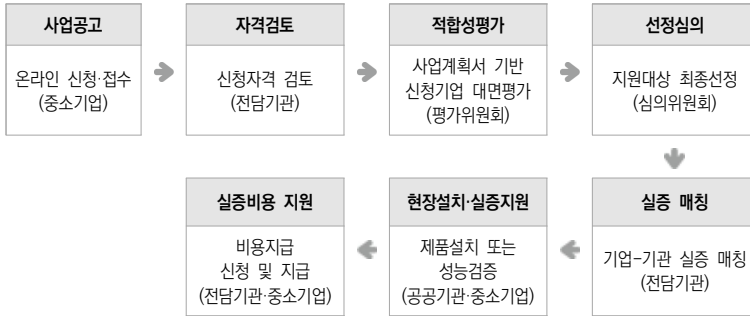 사업공고
온라인 신청·접수
(중소기업)
자격검토
신청자격 검토
(전담기관)
적합성평가
사업계획서 기반
신청기업 대면평가
(평가위원회)
선정심의
지원대상 최종선정
(심의위원회)
실증 매칭
기업-기관 실증 매칭
(전담기관)
현장설치·실증지원
제품설치 또는
성능검증
(공공기관·중소기업)
실증비용 지원
비용지급
신청 및 지급
(전담기관·중소기업)